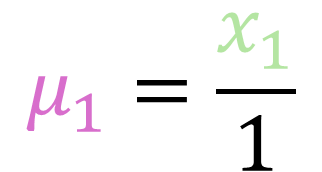 μ₁ = x₁/1